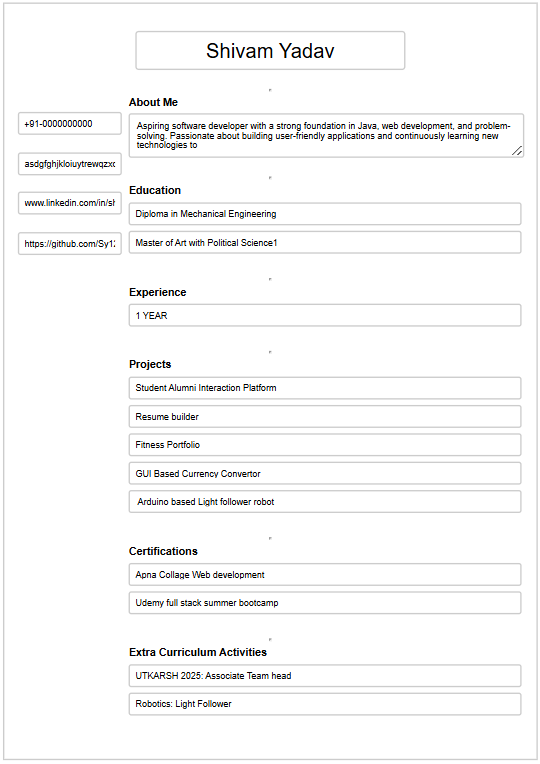 Shivam Yadav
+91-0000000000
asdgfghjkloiuytrewqzxc
www.linkedin.com/in/sh
https://github.com/Sy12
About Me
Aspiring software developer with a strong foundation in Java, web development, and problem-
solving. Passionate about building user-friendly applications and continuously learning new
technologies to
Education
Diploma in Mechanical Engineering
Master of Art with Political Science1
Experience
1 YEAR
Projects
Student Alumni Interaction Platform
Resume builder
Fitness Portfolio
GUI Based Currency Convertor
Arduino based Light follower robot
Certifications
Apna Collage Web development
Udemy full stack summer bootcamp
Extra Curriculum Activities
UTKARSH 2025: Associate Team head
Robotics: Light Follower